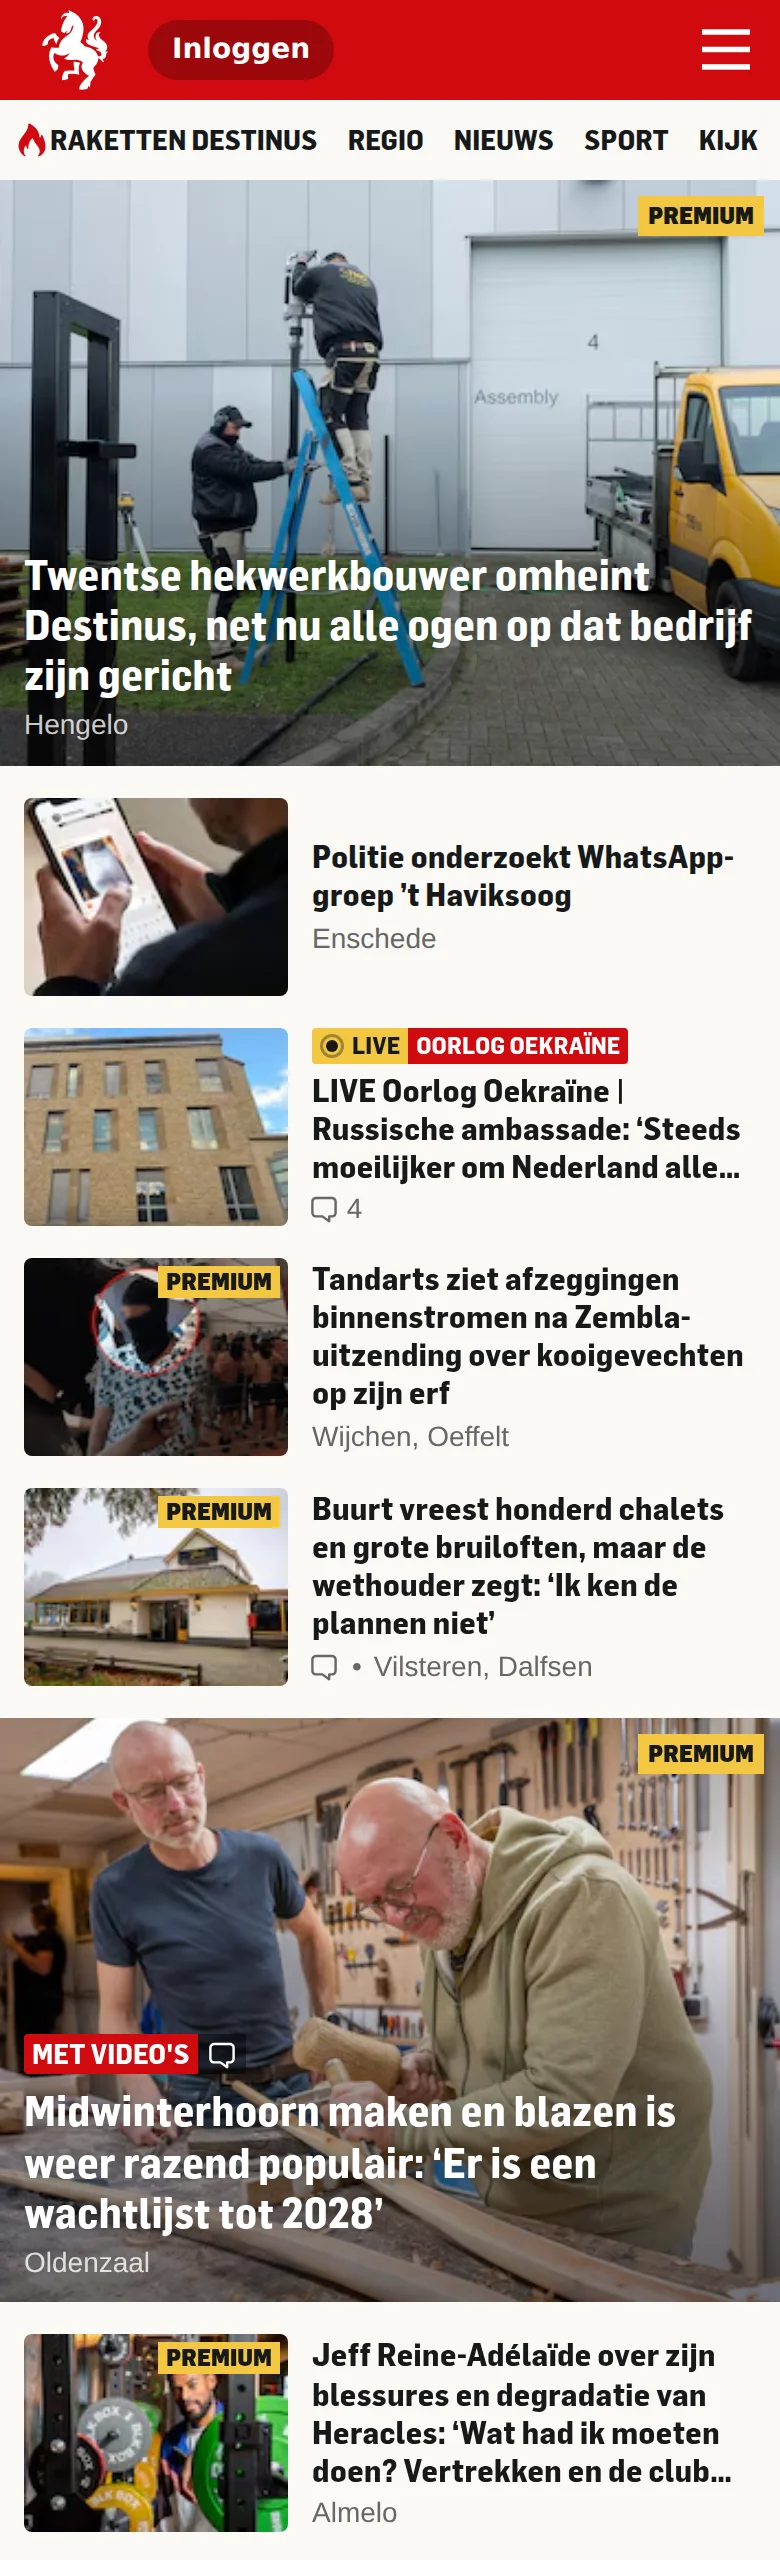 Inloggen
RAKETTEN DESTINUS REGIO NIEUWS SPORT KIJK
PREMIUM
4
Assembly
Twentse hekwerkbouwer omheint
Destinus, net nu alle ogen op dat bedrijf
zijn gericht
Hengelo
Politie onderzoekt WhatsApp-
groep ’t Haviksoog
Enschede
LIVE OORLOG OEKRAÏNE
LIVE Oorlog Oekraïne |
Russische ambassade: ‘Steeds
moeilijker om Nederland alle...
4
PREMIUM
Tandarts ziet afzeggingen
binnenstromen na Zembla-
uitzending over kooigevechten
op zijn erf
Wijchen, Oeffelt
PREMIUM
Buurt vreest honderd chalets
en grote bruiloften, maar de
wethouder zegt: ‘Ik ken de
plannen niet’
• Vilsteren, Dalfsen
PREMIUM
MET VIDEO'S
Midwinterhoorn maken en blazen is
weer razend populair: ‘Er is een
wachtlijst tot 2028’
Oldenzaal
PREMIUM
BLK BOX
Jeff Reine-Adélaïde over zijn
blessures en degradatie van
Heracles: ‘Wat had ik moeten
doen? Vertrekken en de club...
Almelo